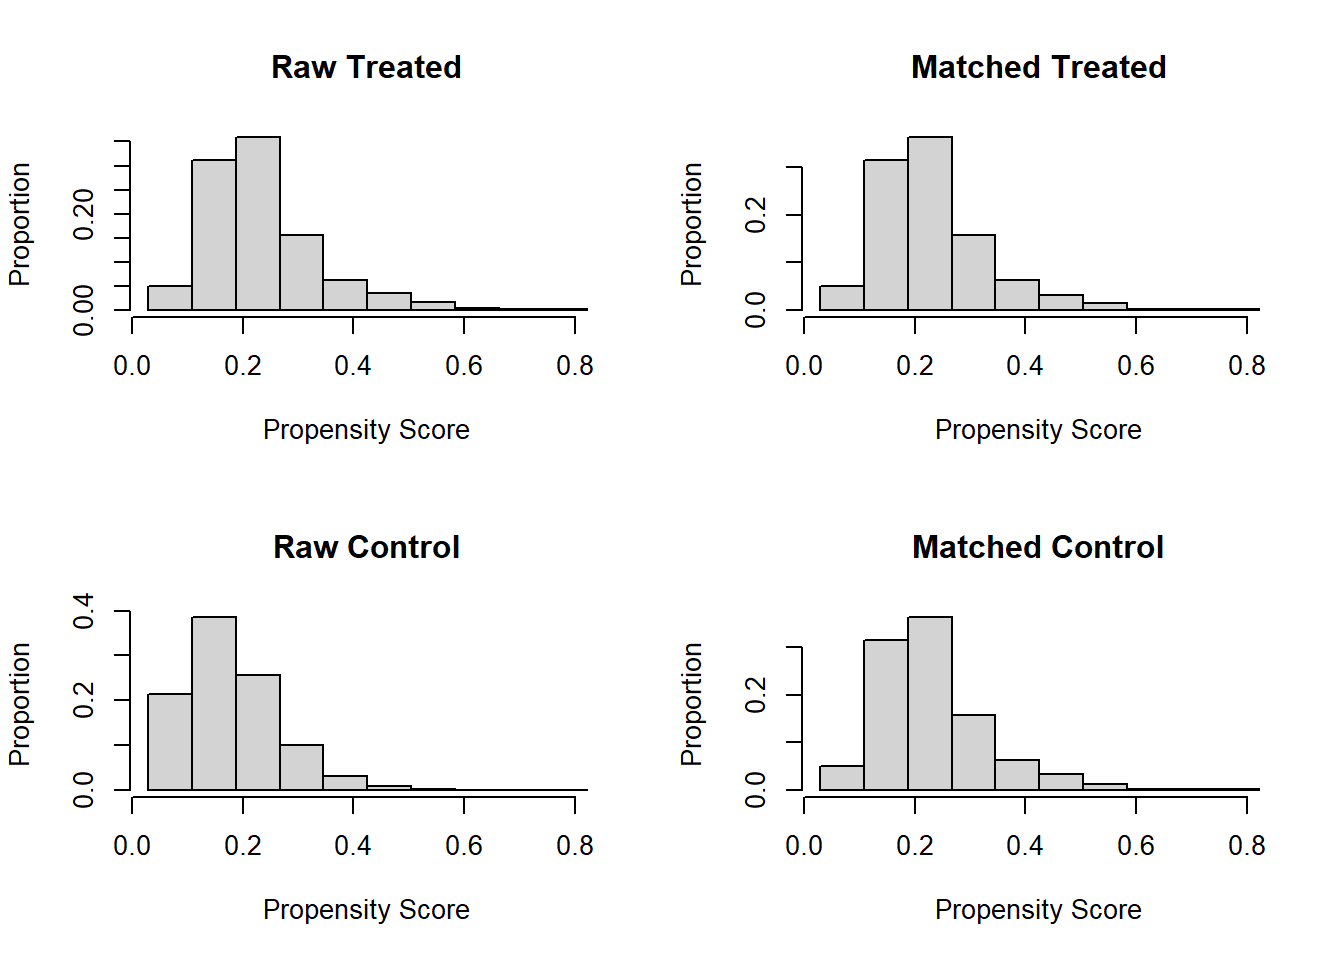 Raw Treated
Proportion
0.00 0.20
0.0 0.2 0.4 0.6 0.8
Propensity Score
Matched Treated
Proportion
0.0 0.2
0.0 0.2 0.4 0.6 0.8
Propensity Score
Raw Control
Proportion
0.0 0.2 0.4
0.0 0.2 0.4 0.6 0.8
Propensity Score
Matched Control
Proportion
0.0 0.2
0.0 0.2 0.4 0.6 0.8
Propensity Score